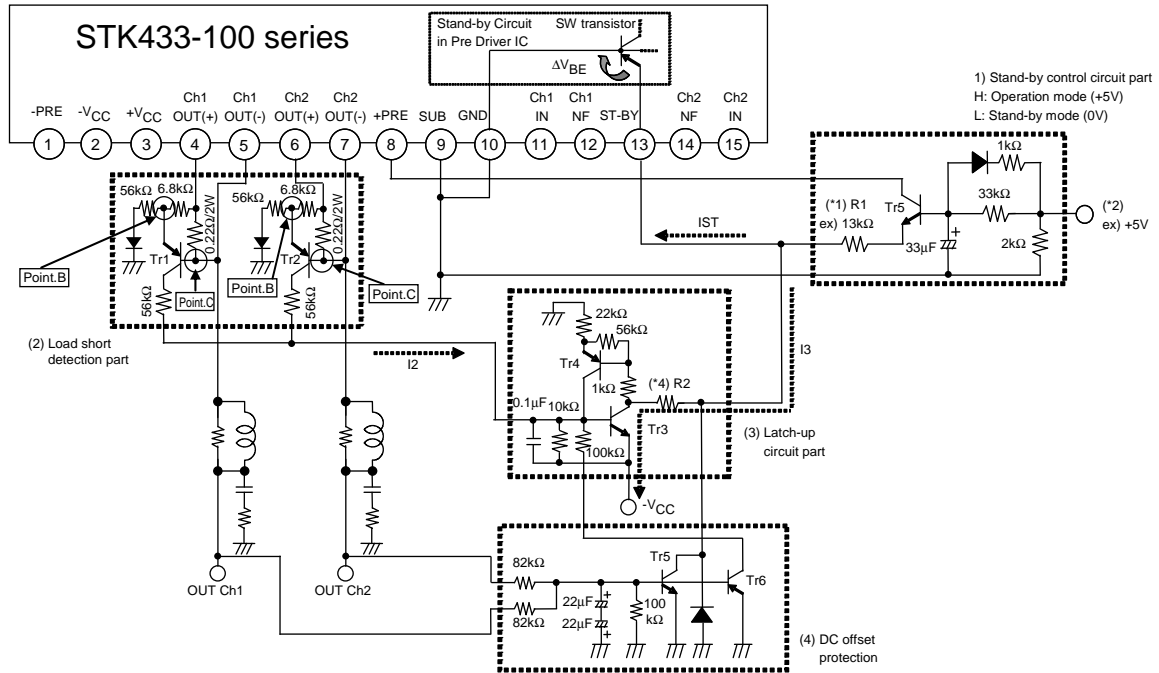 STK433-100 series
Stand-by Circuit SW transistor
in Pre Driver IC
ΔVBE
1) Stand-by control circuit part
H: Operation mode (+5V)
L: Stand-by mode (0V)
-PRE
-VCC
+VCC
Ch1
OUT(+)
Ch1
OUT(-)
Ch2
OUT(+)
Ch2
OUT(-)
+PRE
SUB
GND
Ch1
IN
Ch1
NF
ST-BY
Ch2
NF
Ch2
IN
1 2 3 4 5 6 7 8 9 10 11 12 13 14 15
1kΩ
33kΩ
(*1) R1
ex) 13kΩ
Tr5
33μF
2kΩ
(*2)
ex) +5V
56kΩ
6.8kΩ
0.22Ω/2W
Tr1
56kΩ
Point.B
Point.C
56kΩ
6.8kΩ
0.22Ω/2W
Tr2
56kΩ
Point.B
Point.C
IST
(2) Load short
detection part
I2
22kΩ
56kΩ
Tr4
1kΩ
(*4) R2
0.1μF
10kΩ
Tr3
100kΩ
I3
(3) Latch-up
circuit part
-VCC
OUT Ch1
OUT Ch2
82kΩ
82kΩ
22μF
22μF
100
kΩ
Tr5
Tr6
(4) DC offset
protection